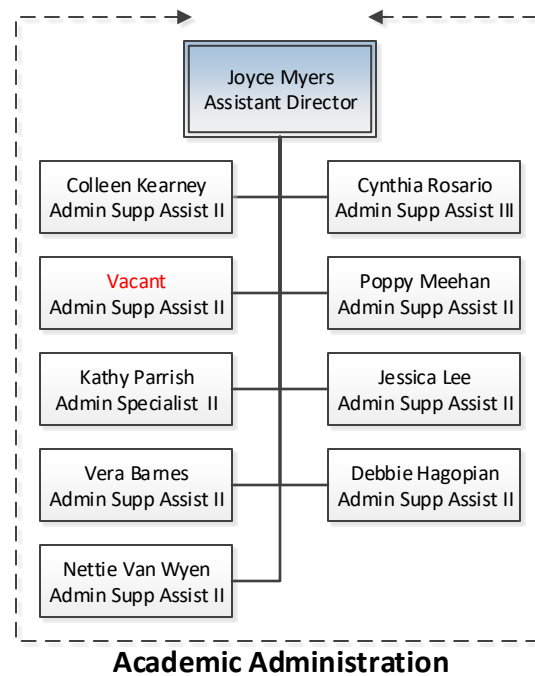 Joyce Myers
Assistant Director
Colleen Kearney
Admin Supp Assist II
Cynthia Rosario
Admin Supp Assist III
Vacant
Admin Supp Assist II
Poppy Meehan
Admin Supp Assist II
Kathy Parrish
Admin Specialist II
Jessica Lee
Admin Supp Assist II
Vera Barnes
Admin Supp Assist II
Debbie Hagopian
Admin Supp Assist II
Nettie Van Wyen
Admin Supp Assist II
Academic Administration